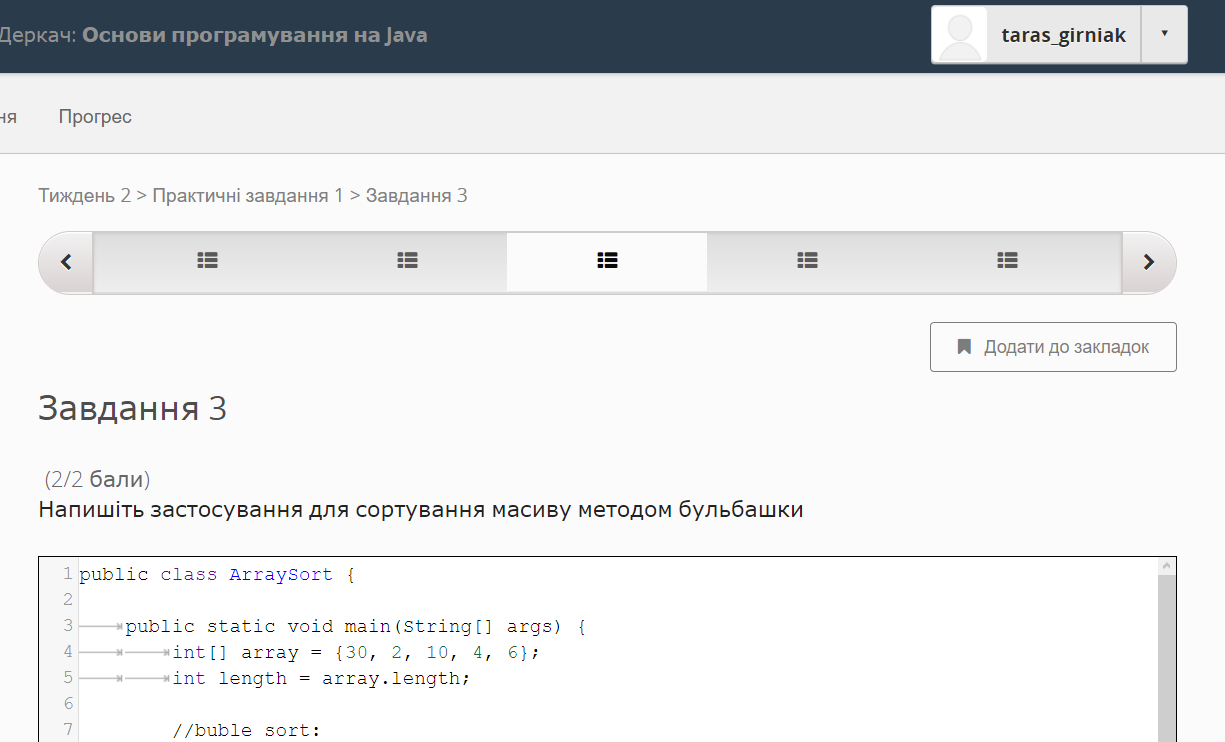 Деркач: Основи програмування на Java
taras_girniak
ня Прогрес
Тиждень 2 > Практичні завдання 1 > Завдання 3
Додати до закладок
Завдання 3
(2/2 бали)
Напишіть застосування для сортування масиву методом бульбашки
1 public class ArraySort {
2
3 public static void main(String[] args) {
4 int[] array = {30, 2, 10, 4, 6};
5 int length = array.length;
6
7 //buble sort: